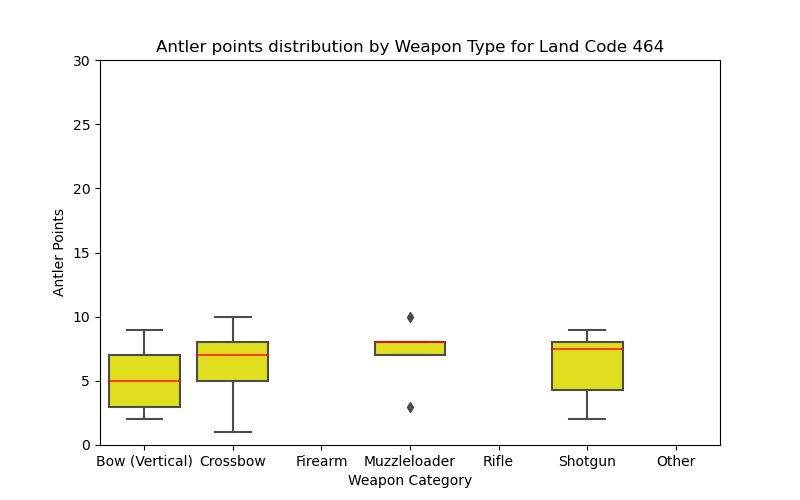 Antler points distribution by Weapon Type for Land Code 464
30
25
20
15
10
5
0
Antler Points
Bow (Vertical) Crossbow Firearm Muzzleloader Rifle Shotgun Other
Weapon Category